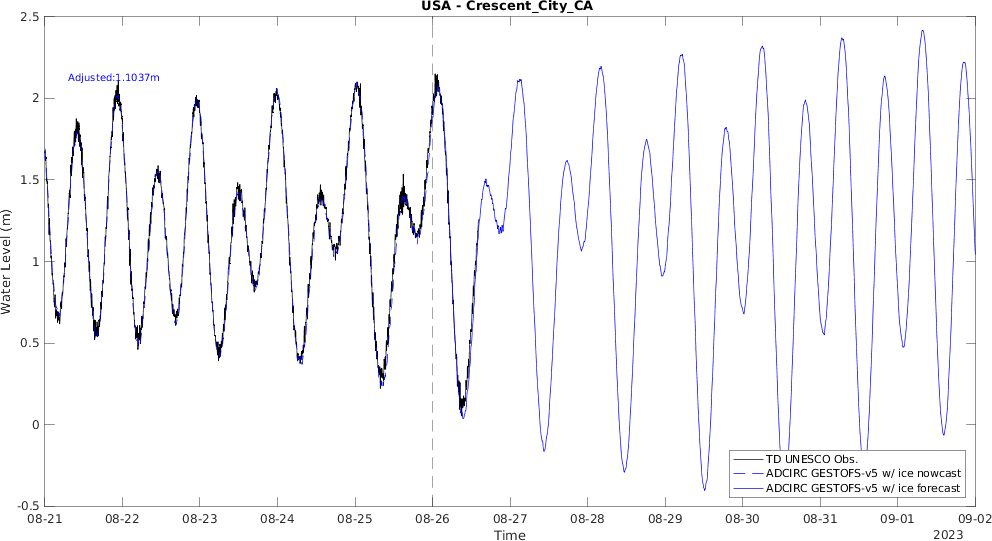 USA - Crescent_City_CA
2.5
Adjusted:1.1037m
2
1.5
1
0.5
0
-0.5
Water Level (m)
TD UNESCO Obs.
ADCIRC GESTOFS-v5 w/ ice nowcast
ADCIRC GESTOFS-v5 w/ ice forecast
08-21 08-22 08-23 08-24 08-25 08-26 08-27 08-28 08-29 08-30 08-31 09-01 09-02
Time
2023